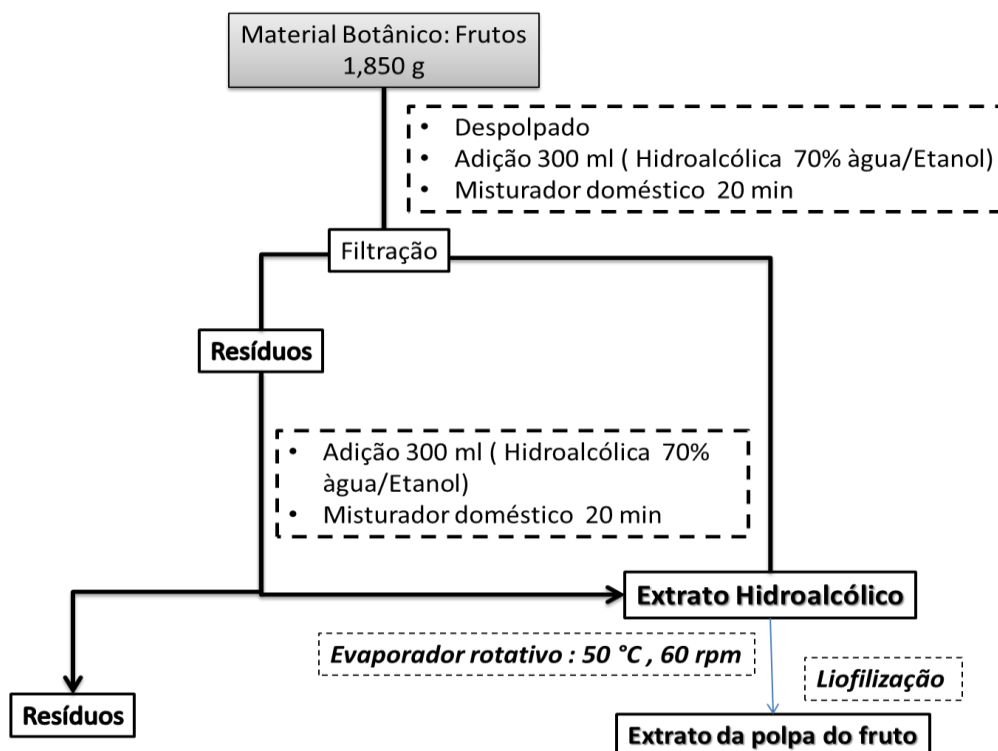 Material Botânico: Frutos
1,850 g
• Despolpado
• Adição 300 ml ( Hidroalcólica 70% àgua/Etanol)
• Misturador doméstico 20 min
Filtração
Resíduos
• Adição 300 ml ( Hidroalcólica 70%
àgua/Etanol)
• Misturador doméstico 20 min
Extrato Hidroalcólico
Evaporador rotativo : 50 °C , 60 rpm
Liofilização
Resíduos
Extrato da polpa do fruto